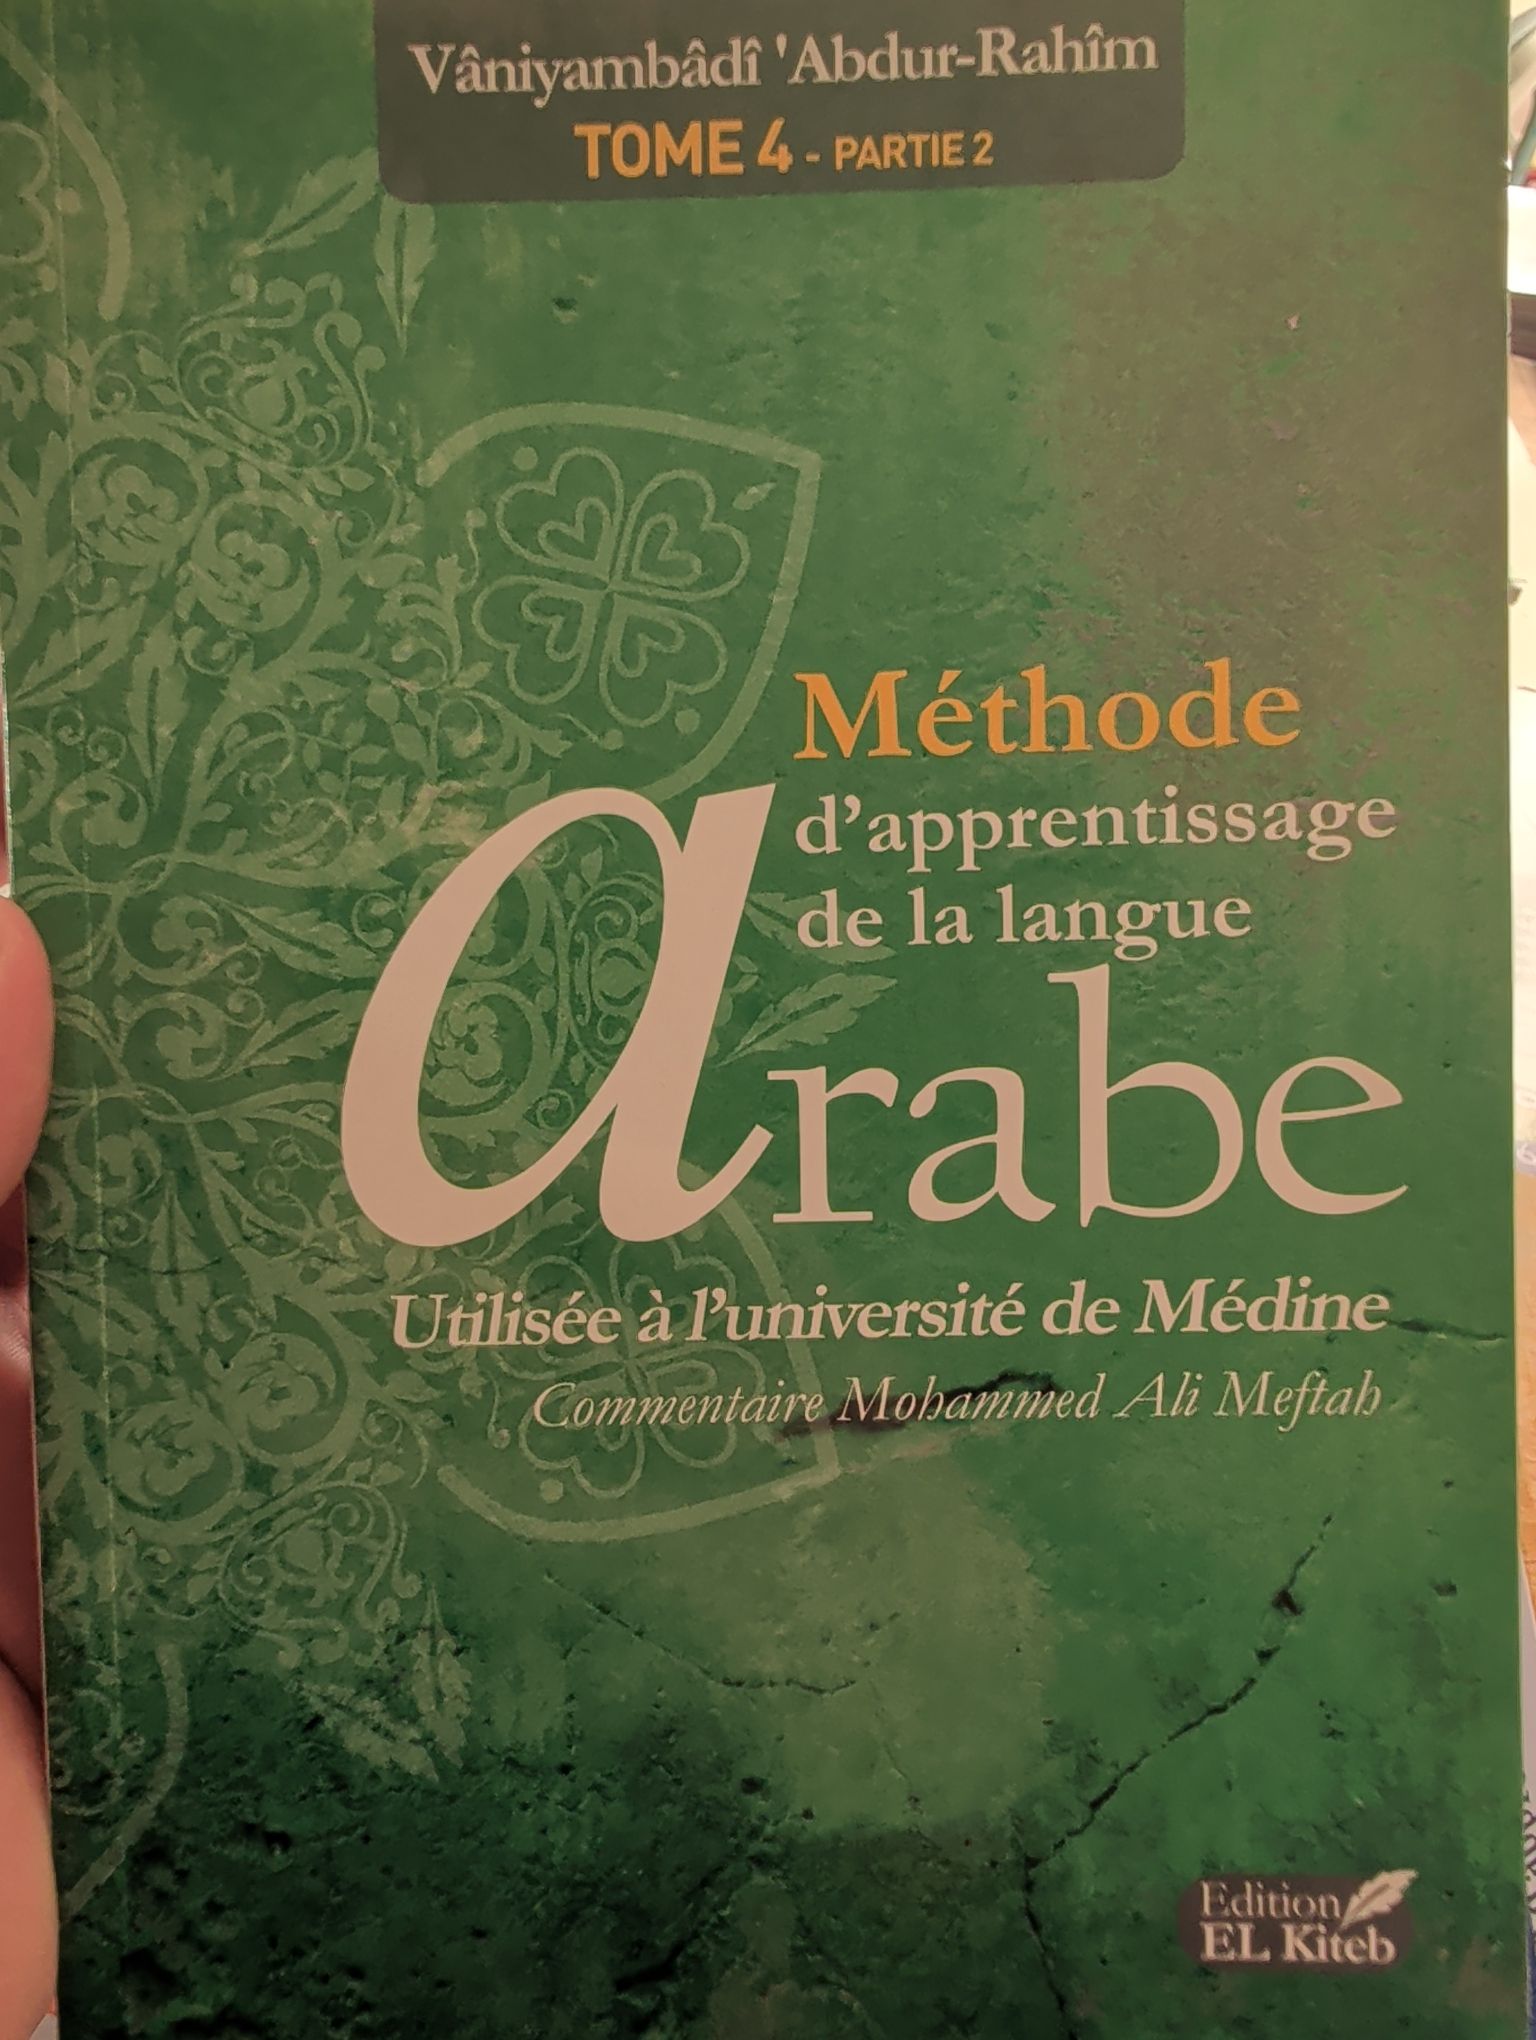 Vâniyambâdî 'Abdur-Rahîm
TOME 4 - PARTIE 2
Méthode
d'apprentissage
de la langue
arabe
Utilisée à l'université de Médine
Commentaire Mohammed Ali Meftah
Edition
EL Kiteb